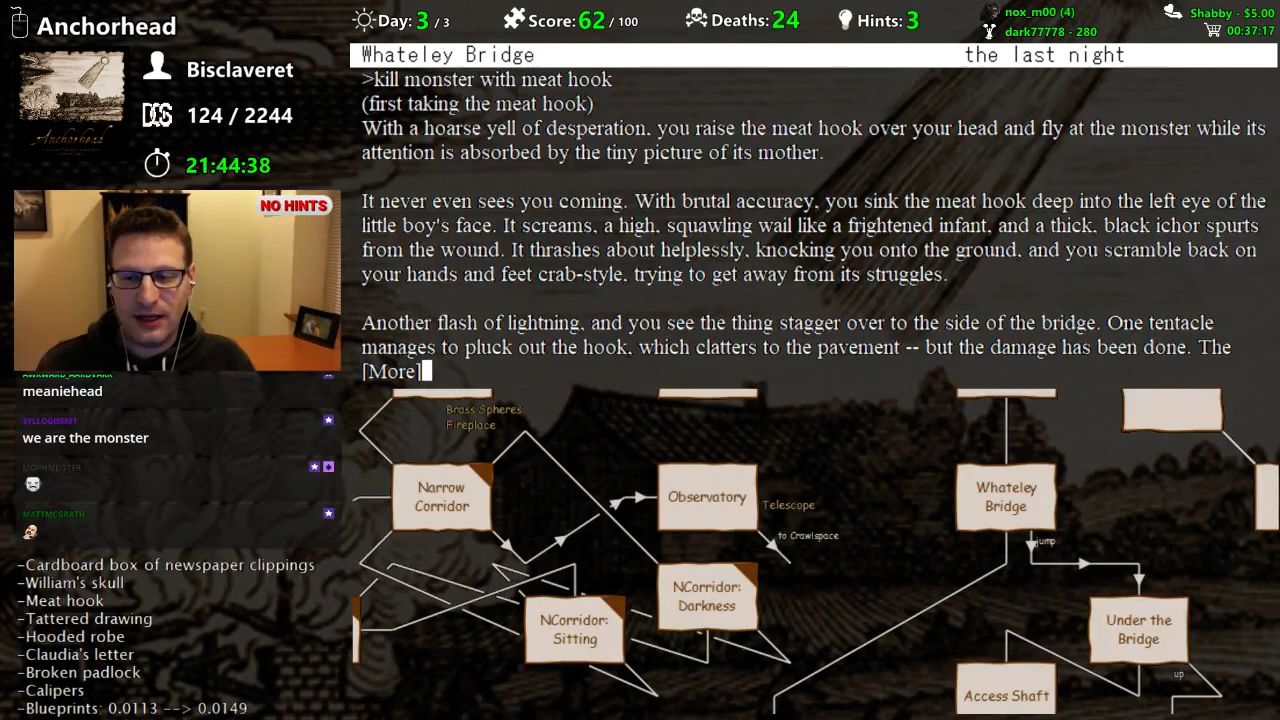 Anchorhead
Day: 3 / 3
Score: 62 / 100
Deaths: 24
Hints: 3
nox_m00 (4)
dark77778 - 280
Shabby - $5.00
00:37:17
Anchorhead
Bisclaveret
DCS 124 / 2244
21:44:38
NO HINTS
Whateley Bridge the last night
>kill monster with meat hook
(first taking the meat hook)
With a hoarse yell of desperation, you raise the meat hook over your head and fly at the monster while its
attention is absorbed by the tiny picture of its mother.
It never even sees you coming. With brutal accuracy, you sink the meat hook deep into the left eye of the
little boy's face. It screams, a high, squawling wail like a frightened infant, and a thick, black ichor spurts
from the wound. It thrashes about helplessly, knocking you onto the ground, and you scramble back on
your hands and feet crab-style, trying to get away from its struggles.
Another flash of lightning, and you see the thing stagger over to the side of the bridge. One tentacle
manages to pluck out the hook, which clatters to the pavement -- but the damage has been done. The
[More]
meaniehead
SYLLOGISM01
we are the monster
MOPHMEISTER
MATTMCGRATH
-Cardboard box of newspaper clippings
-William's skull
-Meat hook
-Tattered drawing
-Hooded robe
-Claudia's letter
-Broken padlock
-Calipers
-Blueprints: 0.0113 --> 0.0149
Brass Spheres
Fireplace
Narrow
Corridor
Observatory
Telescope
to Crawlspace
Whateley
Bridge
jump
NCorridor:
Darkness
NCorridor:
Sitting
Under the
Bridge
up
Access Shaft